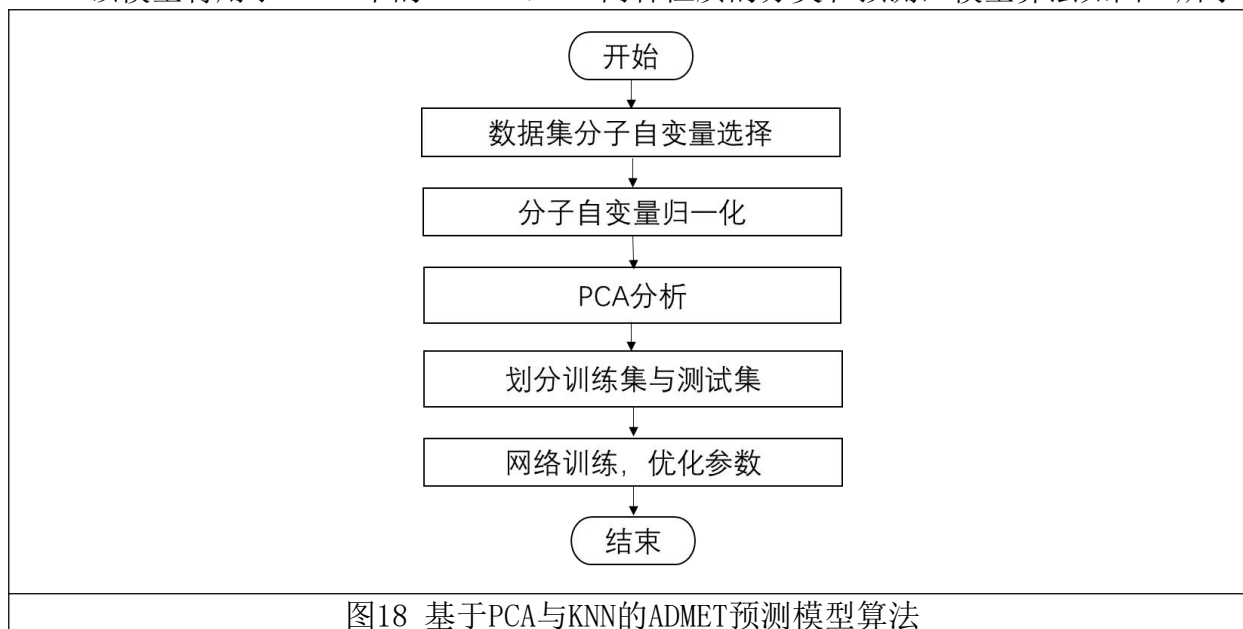 开始
数据集分子自变量选择
分子自变量归一化
PCA分析
划分训练集与测试集
网络训练，优化参数
结束
图18 基于PCA与KNN的ADMET预测模型算法